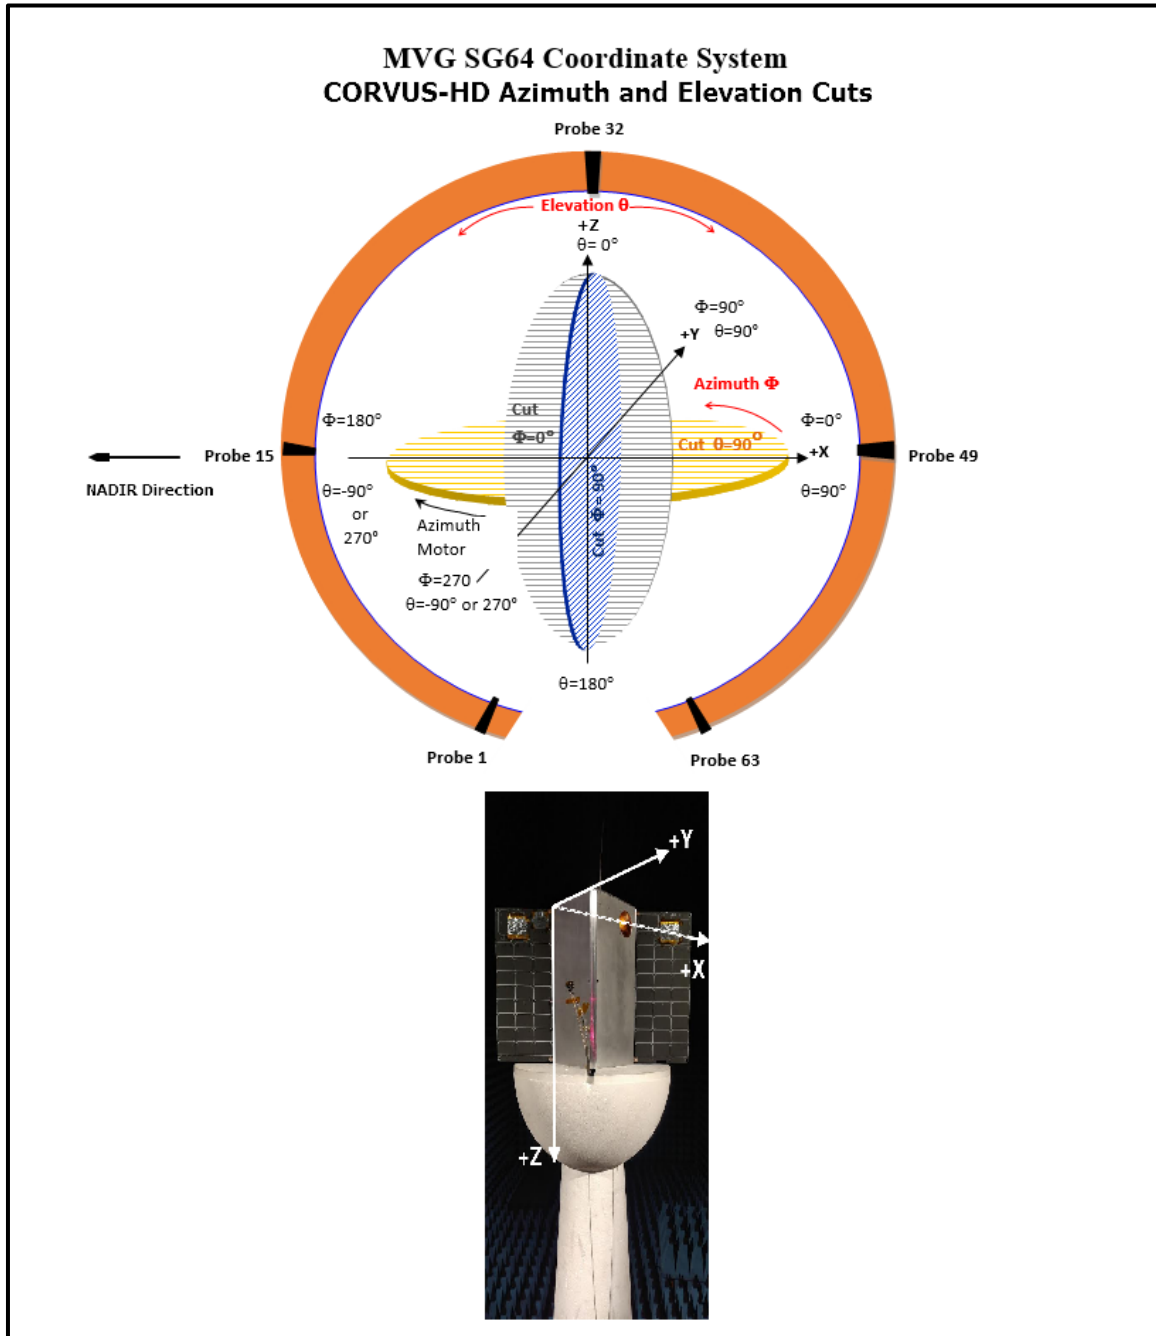 MVG SG64 Coordinate System
CORVUS-HD Azimuth and Elevation Cuts
Probe 32
Elevation θ
+Z
θ= 0°
Φ=90°
θ=90°
+Y
Azimuth Φ
Φ=180°
Cut
Φ=0°
Φ=0°
Cut θ=90°
Probe 15
+X
Probe 49
NADIR Direction
θ=-90°
or
270°
θ=90°
Cut Φ=90°
Azimuth
Motor
Φ=270
θ=-90° or 270°
θ=180°
Probe 1
Probe 63
+Y
+X
+Z